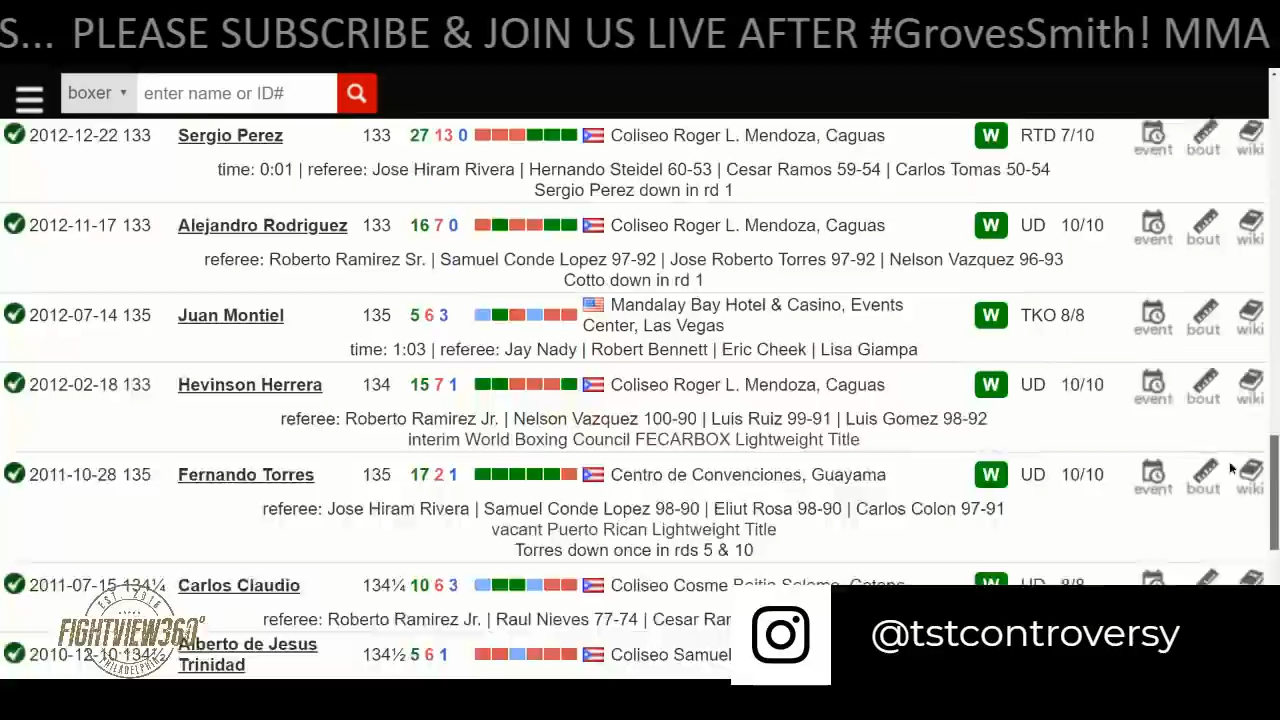 S... PLEASE SUBSCRIBE & JOIN US LIVE AFTER #GrovesSmith! MMA
boxer ▾ enter name or ID#
2012-12-22 133 Sergio Perez 133 27 13 0 Coliseo Roger L. Mendoza, Caguas W RTD 7/10 event bout wiki
time: 0:01 | referee: Jose Hiram Rivera | Hernando Steidel 60-53 | Cesar Ramos 59-54 | Carlos Tomas 50-54
Sergio Perez down in rd 1
2012-11-17 133 Alejandro Rodriguez 133 16 7 0 Coliseo Roger L. Mendoza, Caguas W UD 10/10 event bout wiki
referee: Roberto Ramirez Sr. | Samuel Conde Lopez 97-92 | Jose Roberto Torres 97-92 | Nelson Vazquez 96-93
Cotto down in rd 1
2012-07-14 135 Juan Montiel 135 5 6 3 Mandalay Bay Hotel & Casino, Events Center, Las Vegas W TKO 8/8 event bout wiki
time: 1:03 | referee: Jay Nady | Robert Bennett | Eric Cheek | Lisa Giampa
2012-02-18 133 Hevinson Herrera 134 15 7 1 Coliseo Roger L. Mendoza, Caguas W UD 10/10 event bout wiki
referee: Roberto Ramirez Jr. | Nelson Vazquez 100-90 | Luis Ruiz 99-91 | Luis Gomez 98-92
interim World Boxing Council FECARBOX Lightweight Title
2011-10-28 135 Fernando Torres 135 17 2 1 Centro de Convenciones, Guayama W UD 10/10 event bout wiki
referee: Jose Hiram Rivera | Samuel Conde Lopez 98-90 | Eliut Rosa 98-90 | Carlos Colon 97-91
vacant Puerto Rican Lightweight Title
Torres down once in rds 5 & 10
2011-07-15 134¼ Carlos Claudio 134¼ 10 6 3 Coliseo Cosme W UD 8/8
referee: Roberto Ramirez Jr. | Raul Nieves 77-74 | Cesar Rar
2010-12-10 Alberto de Jesus Trinidad 134½ 5 6 1 Coliseo Samuel
EST. 2016
FIGHTVIEW360°
PHILADELPHIA
@tstcontroversy